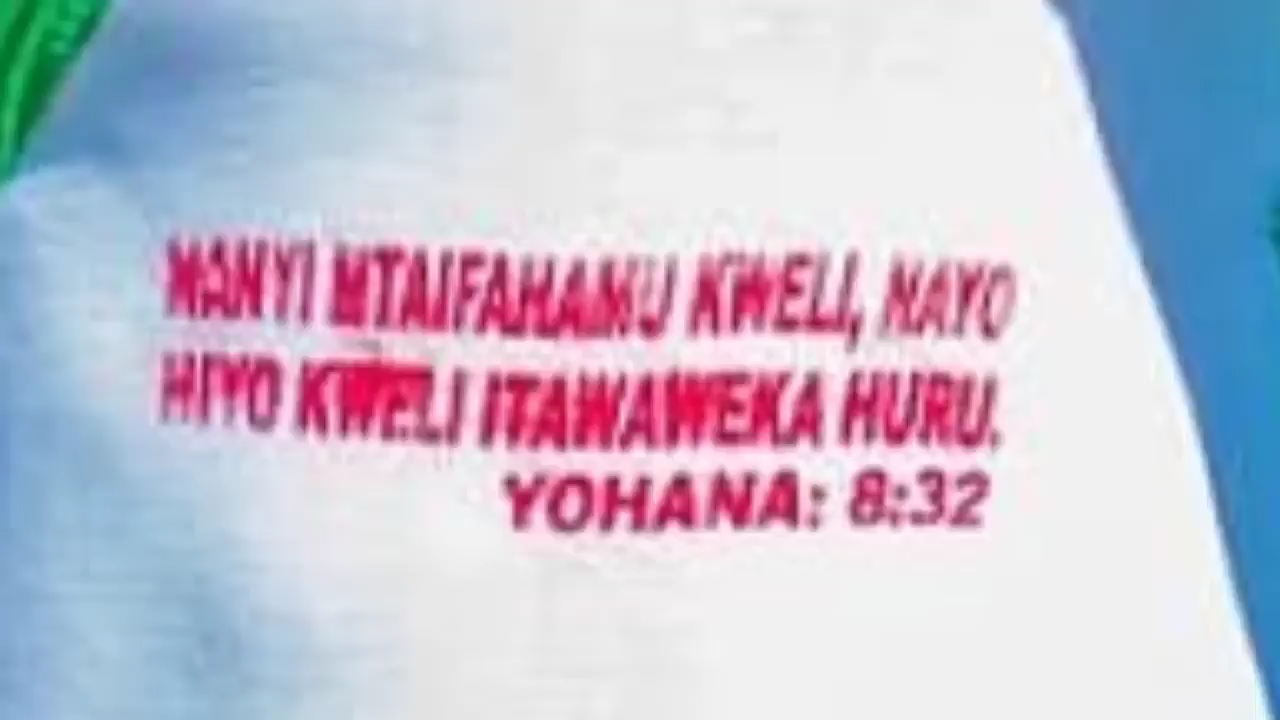 NANYI MTAIFAHAMU KWELI, NAYO
HIYO KWELI ITAWAWEKA HURU.
YOHANA: 8:32